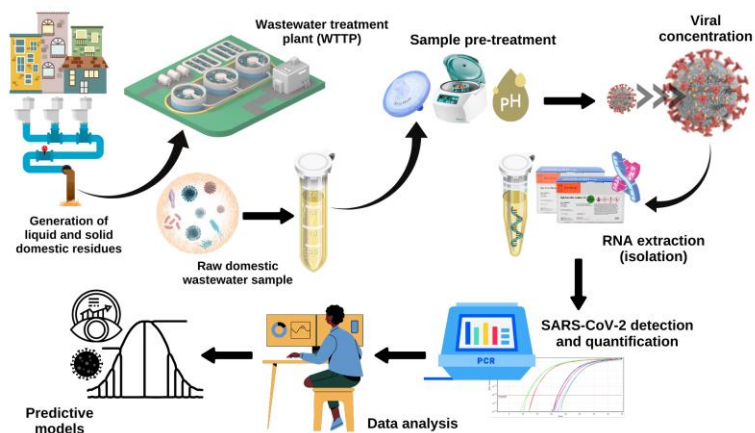 Wastewater treatment
plant (WTTP)
Sample pre-treatment
Viral
concentration
pH
Generation of
liquid and solid
domestic residues
Raw domestic
wastewater sample
RNA extraction
(isolation)
SARS-CoV-2 detection
and quantification
PCR
Data analysis
Predictive
models